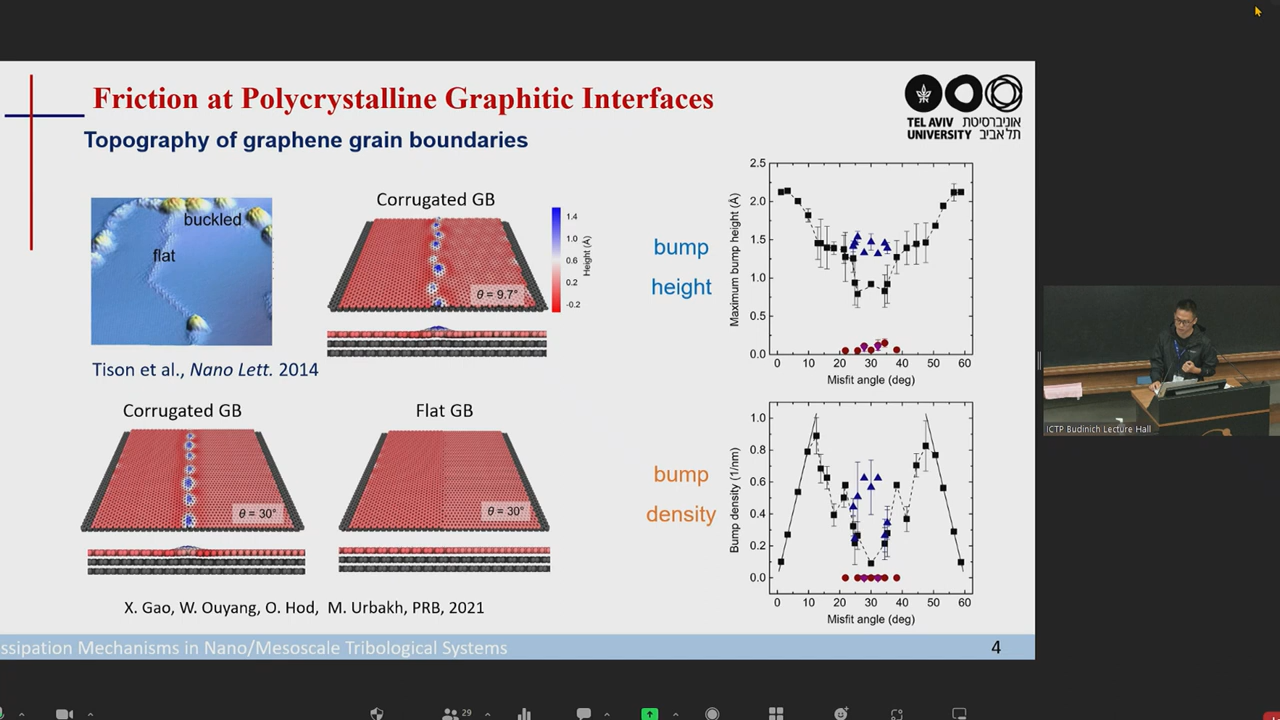 Friction at Polycrystalline Graphitic Interfaces
Topography of graphene grain boundaries
TEL AVIV אוניברסיטת
UNIVERSITY תל אביב
buckled
flat
Tison et al., Nano Lett. 2014
Corrugated GB
θ = 9.7°
1.4
1.0
0.6
0.2
-0.2
Height (Å)
Corrugated GB
θ = 30°
Flat GB
θ = 30°
X. Gao, W. Ouyang, O. Hod, M. Urbakh, PRB, 2021
bump
height
Maximum bump height (Å)
2.5
2.0
1.5
1.0
0.5
0.0
0 10 20 30 40 50 60
Misfit angle (deg)
bump
density
Bump density (1/nm)
1.0
0.8
0.6
0.4
0.2
0.0
0 10 20 30 40 50 60
Misfit angle (deg)
ssipation Mechanisms in Nano/Mesoscale Tribological Systems
4
ICTP Budinich Lecture Hall
29